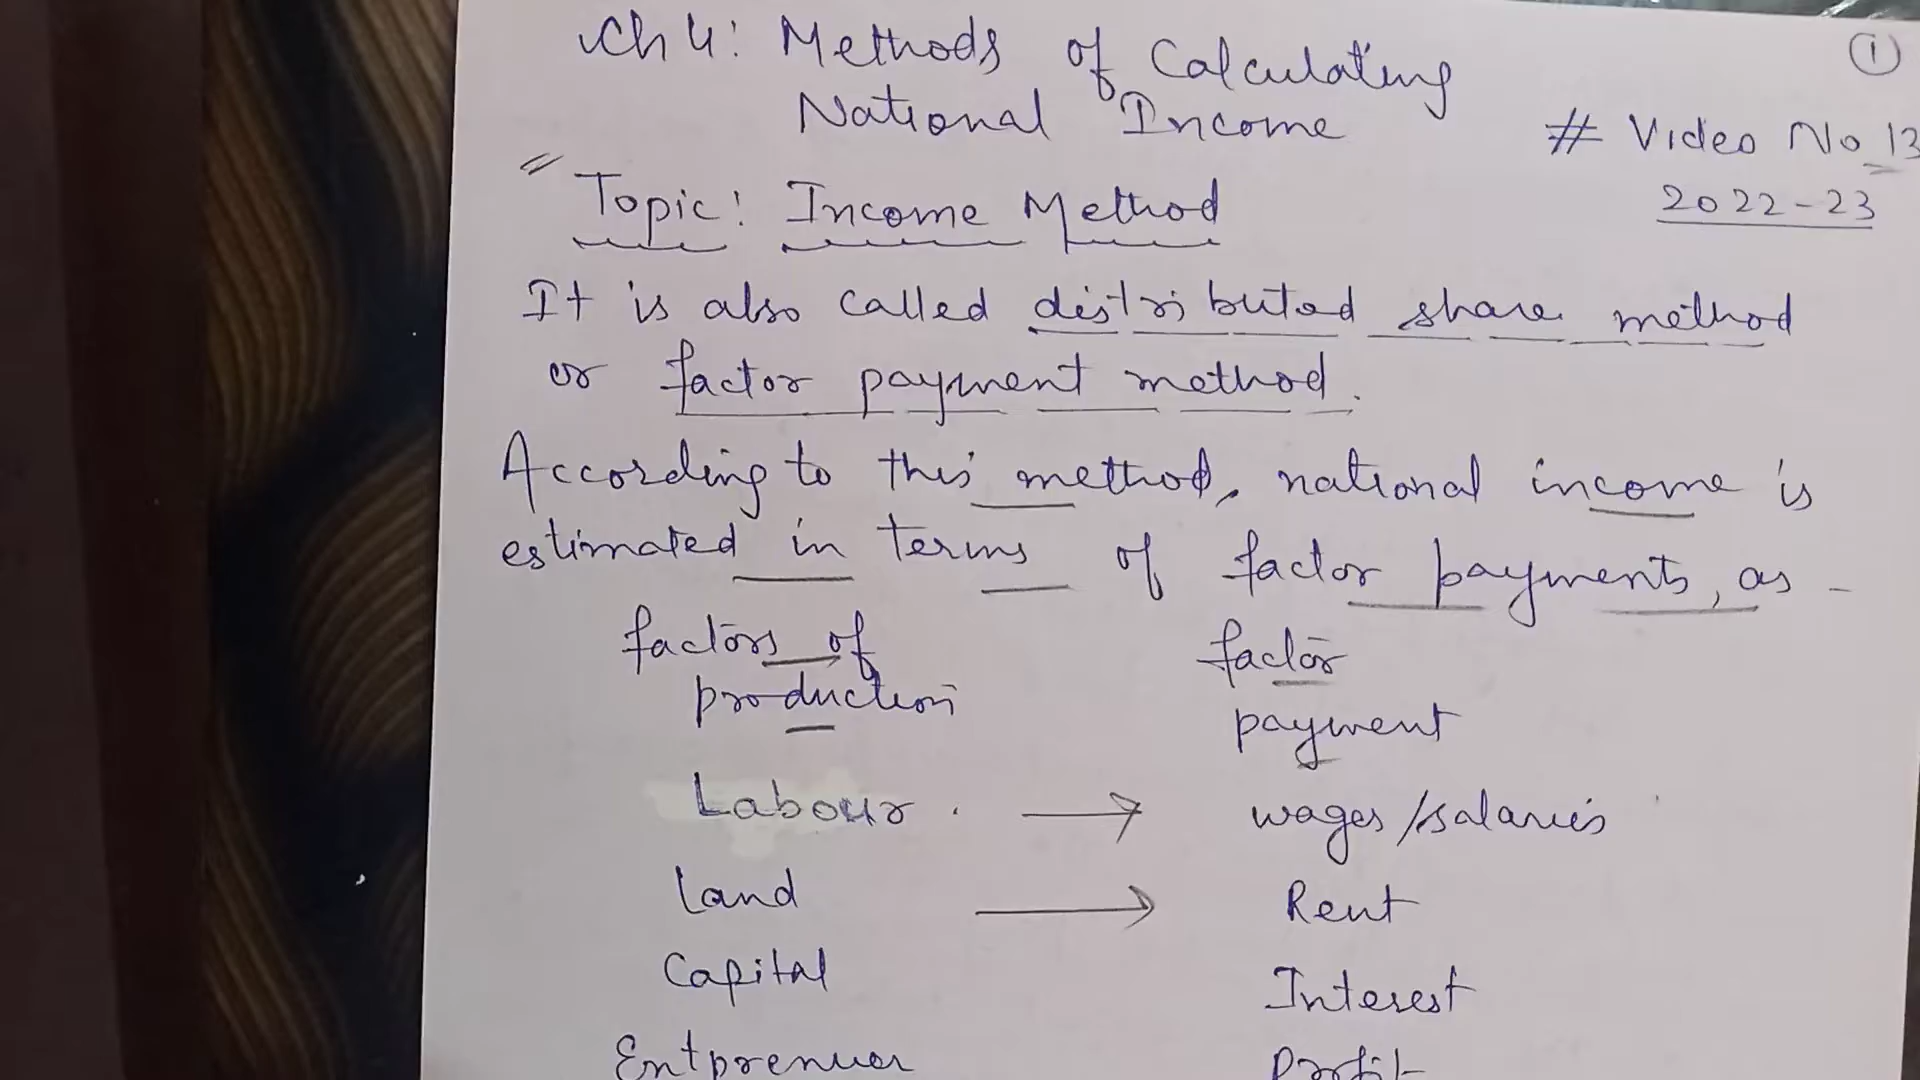 Ch 4: Methods of Calculating
National Income
①
# Video No 13
2022-23
Topic: Income Method
It is also called distributed share method
or factor payment method.
According to this method, national income is
estimated in terms of factor payments, as -
factors of production
factor payment
Labour → wages/salaries
Land → Rent
Capital Interest
Entprenuer Profit